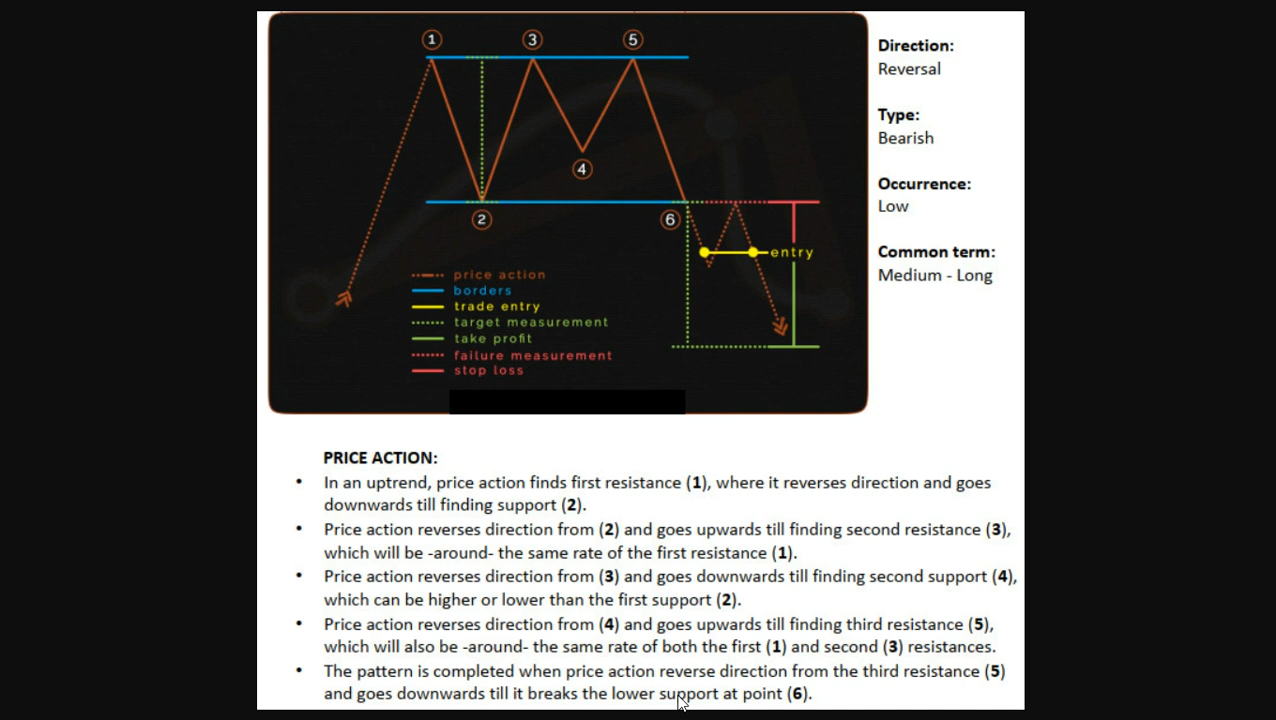 1
3
5
4
2
6
entry
price action
borders
trade entry
target measurement
take profit
failure measurement
stop loss
Direction:
Reversal
Type:
Bearish
Occurrence:
Low
Common term:
Medium - Long
PRICE ACTION:
• In an uptrend, price action finds first resistance (1), where it reverses direction and goes
downwards till finding support (2).
• Price action reverses direction from (2) and goes upwards till finding second resistance (3),
which will be -around- the same rate of the first resistance (1).
• Price action reverses direction from (3) and goes downwards till finding second support (4),
which can be higher or lower than the first support (2).
• Price action reverses direction from (4) and goes upwards till finding third resistance (5),
which will also be -around- the same rate of both the first (1) and second (3) resistances.
• The pattern is completed when price action reverse direction from the third resistance (5)
and goes downwards till it breaks the lower support at point (6).